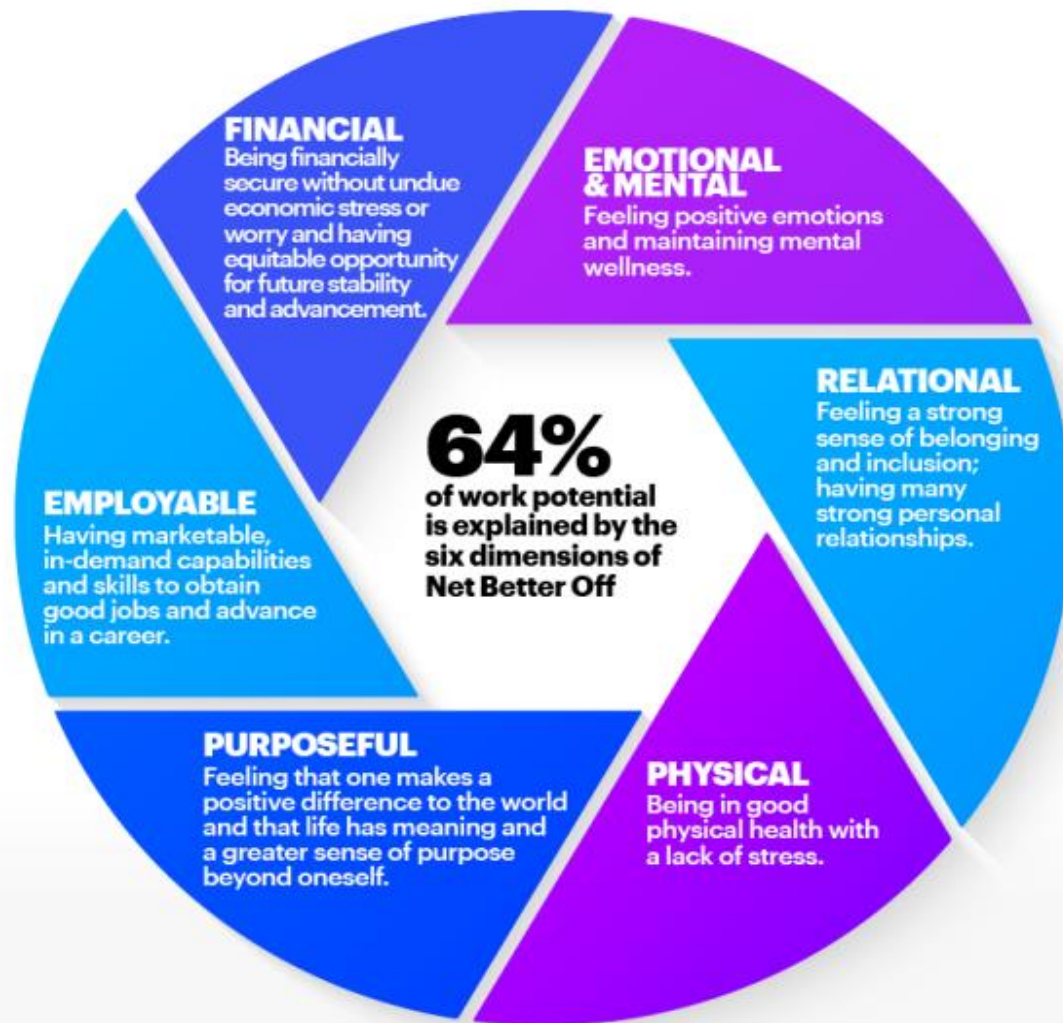 FINANCIAL
Being financially
secure without undue
economic stress or
worry and having
equitable opportunity
for future stability
and advancement.
EMOTIONAL
& MENTAL
Feeling positive emotions
and maintaining mental
wellness.
RELATIONAL
Feeling a strong
sense of belonging
and inclusion;
having many
strong personal
relationships.
64%
of work potential
is explained by the
six dimensions of
Net Better Off
EMPLOYABLE
Having marketable,
in-demand capabilities
and skills to obtain
good jobs and advance
in a career.
PURPOSEFUL
Feeling that one makes a
positive difference to the world
and that life has meaning and
a greater sense of purpose
beyond oneself.
PHYSICAL
Being in good
physical health with
a lack of stress.